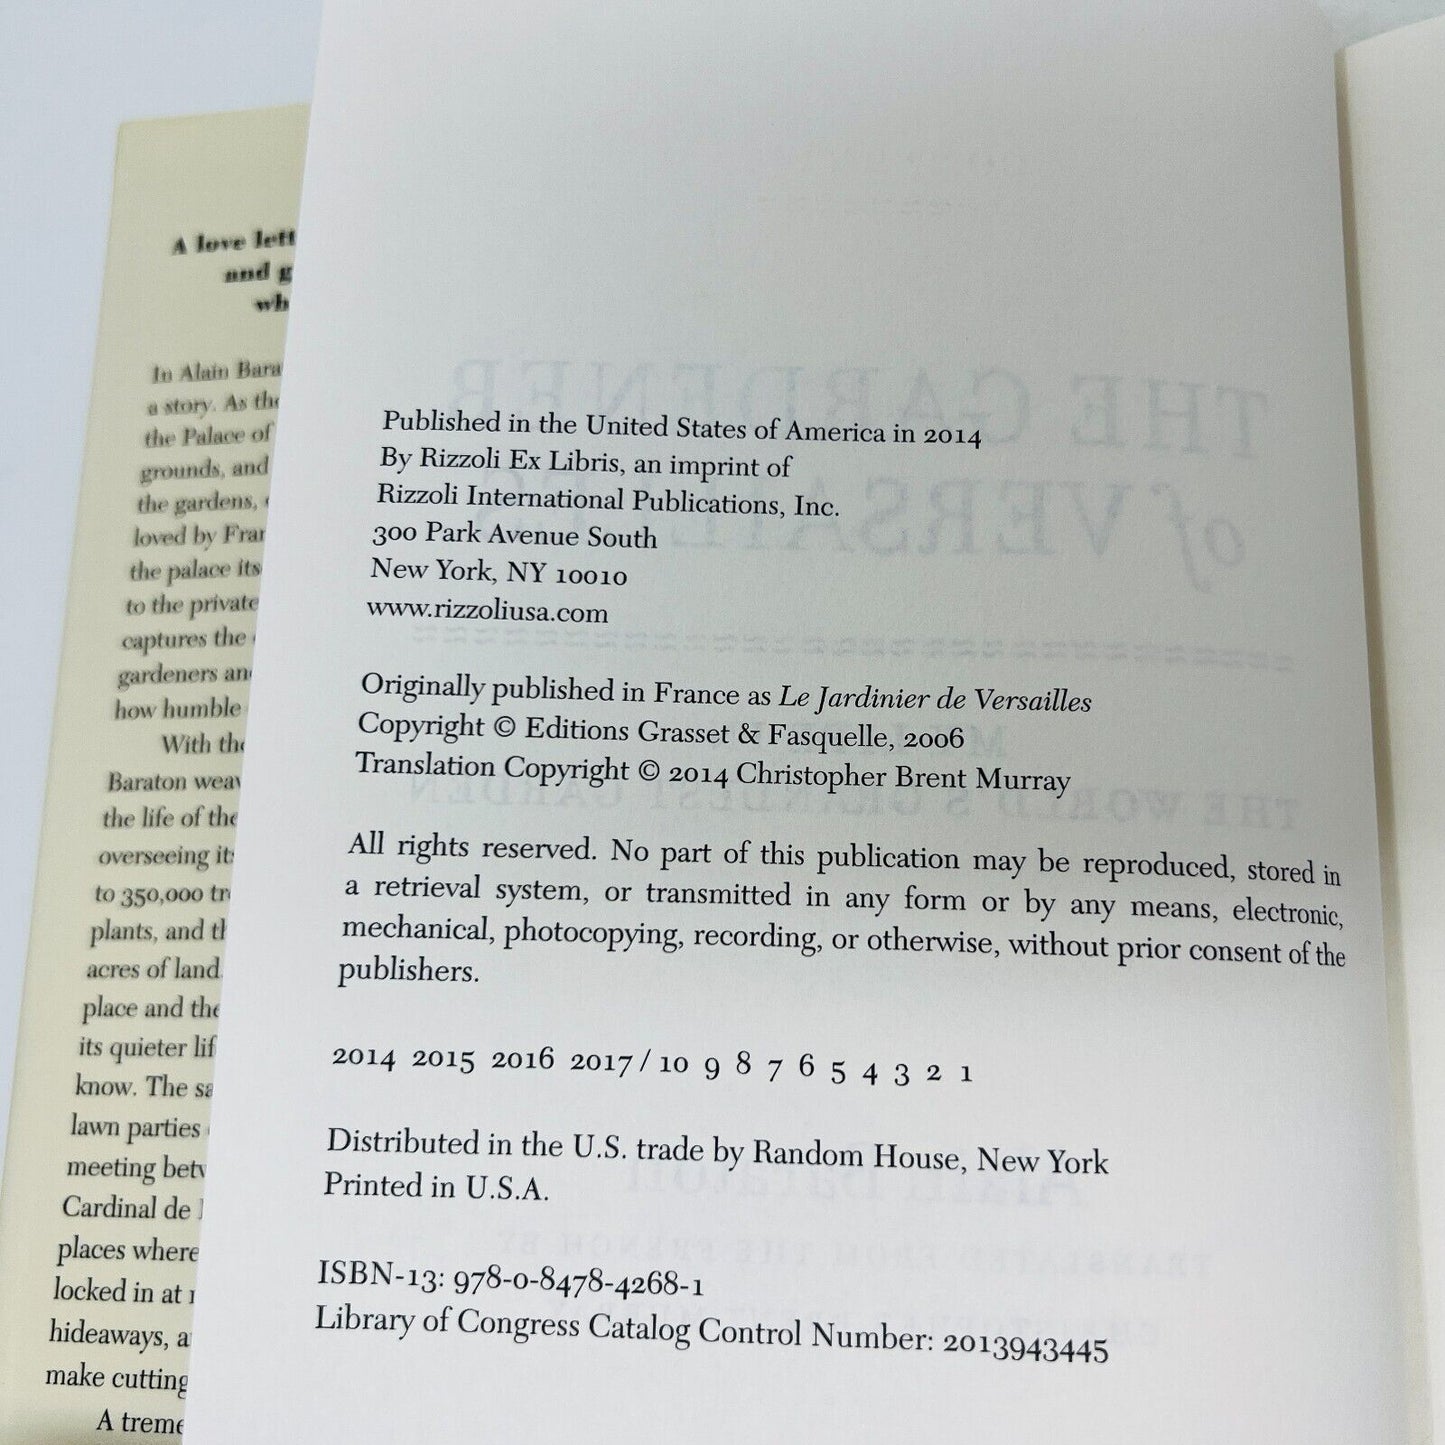 A love lett
and g
wh
In Alain Bara
a story. As the
the Palace of
grounds, and
the gardens,
loved by Fran
the palace its
to the private
captures the
gardeners and
how humble
With the
Baraton weav
the life of the
overseeing its
to 350,000 tre
plants, and th
acres of land.
place and the
its quieter lif
know. The sa
lawn parties
meeting betw
Cardinal de
places where
locked in at
hideaways, a
make cutting
A treme
Published in the United States of America in 2014
By Rizzoli Ex Libris, an imprint of
Rizzoli International Publications, Inc.
300 Park Avenue South
New York, NY 10010
www.rizzoliusa.com
Originally published in France as Le Jardinier de Versailles
Copyright © Editions Grasset & Fasquelle, 2006
Translation Copyright © 2014 Christopher Brent Murray
All rights reserved. No part of this publication may be reproduced, stored in
a retrieval system, or transmitted in any form or by any means, electronic,
mechanical, photocopying, recording, or otherwise, without prior consent of the
publishers.
2014 2015 2016 2017 / 10 9 8 7 6 5 4 3 2 1
Distributed in the U.S. trade by Random House, New York
Printed in U.S.A.
ISBN-13: 978-0-8478-4268-1
Library of Congress Catalog Control Number: 2013943445